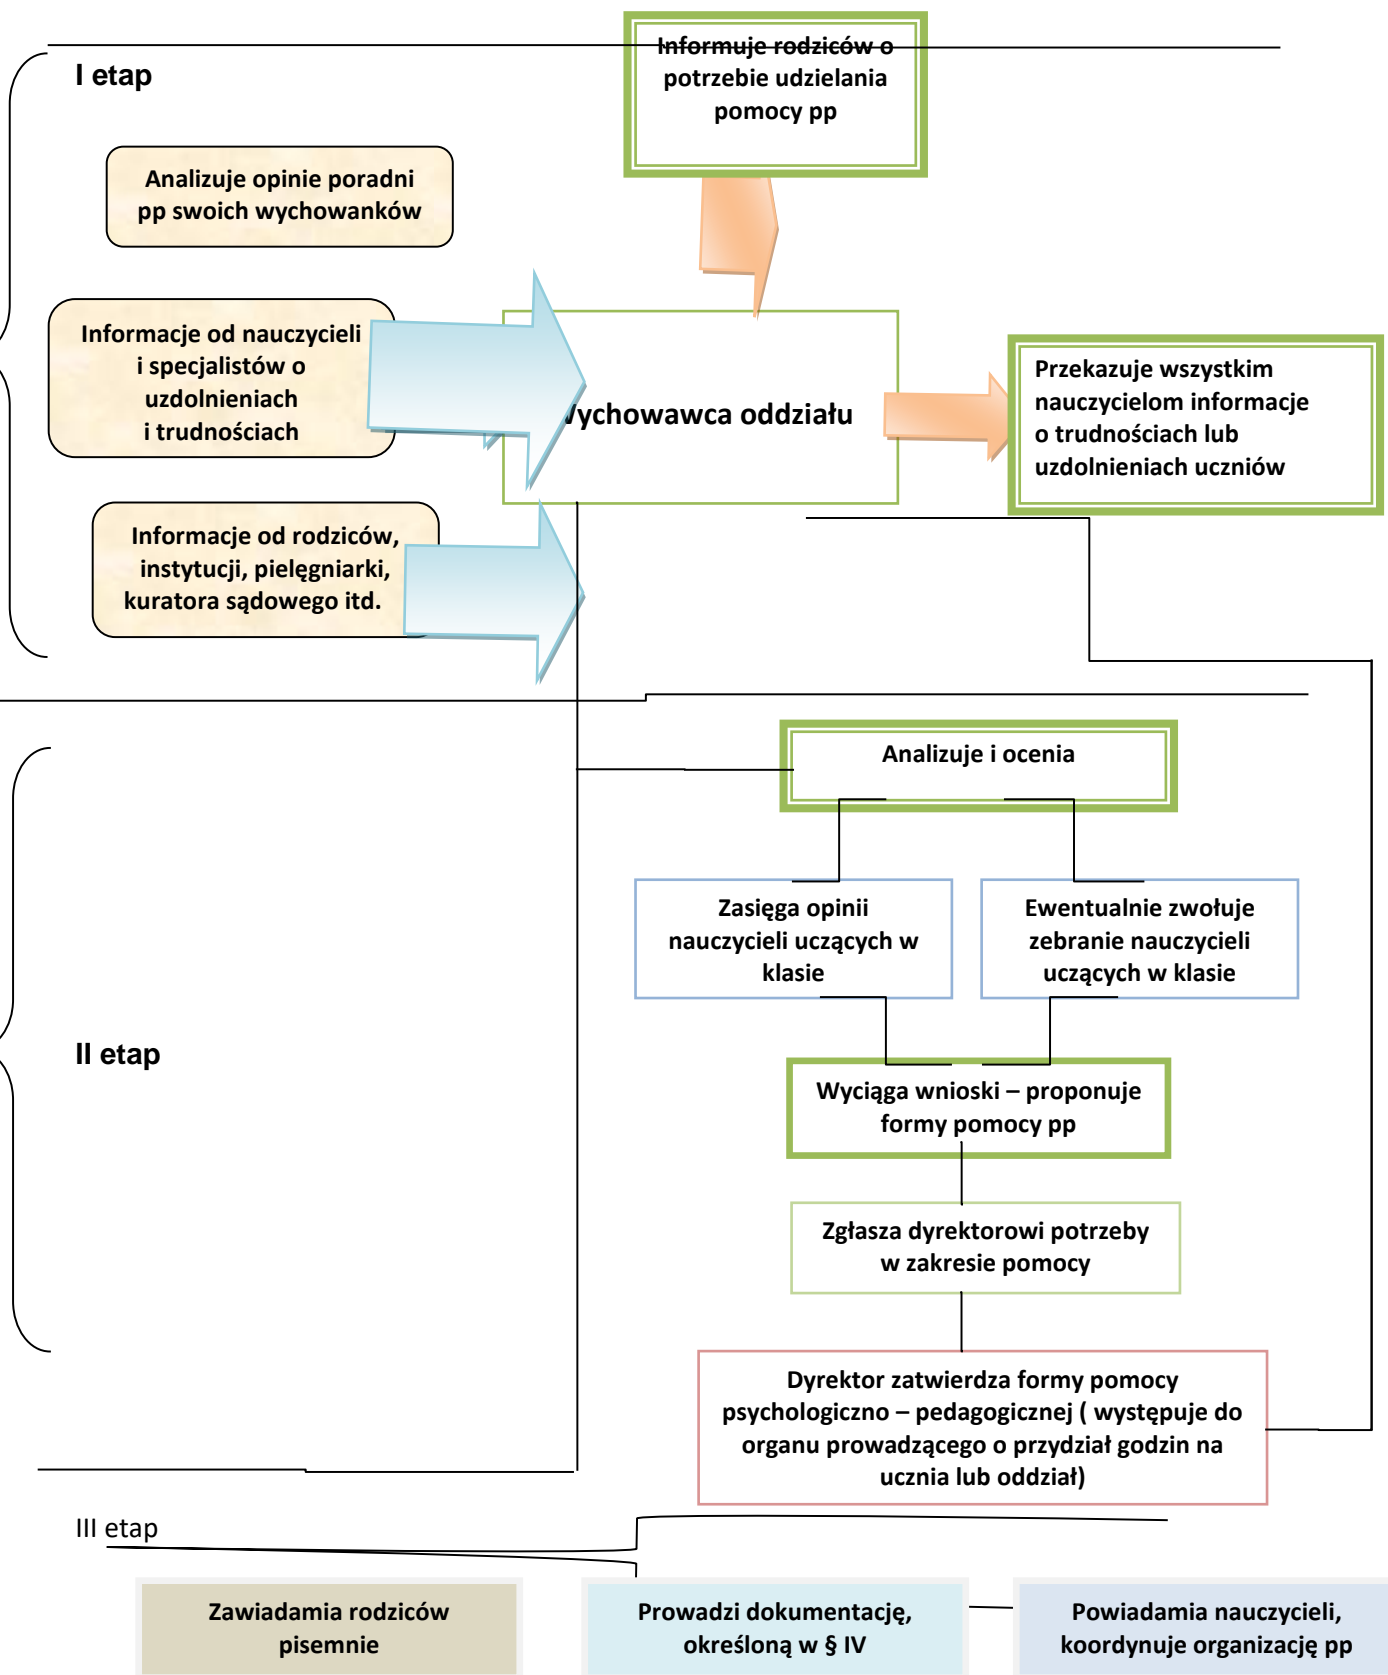 Informuje rodziców o
potrzebie udzielania
pomocy pp
I etap
Analizuje opinie poradni
pp swoich wychowanków
Informacje od nauczycieli
i specjalistów o
uzdolnieniach
i trudnościach
Wychowawca oddziału
Przekazuje wszystkim
nauczycielom informacje
o trudnościach lub
uzdolnieniach uczniów
Informacje od rodziców,
instytucji, pielęgniarki,
kuratora sądowego itd.
Analizuje i ocenia
Zasięga opinii
nauczycieli uczących w
klasie
Ewentualnie zwołuje
zebranie nauczycieli
uczących w klasie
II etap
Wyciąga wnioski – proponuje
formy pomocy pp
Zgłasza dyrektorowi potrzeby
w zakresie pomocy
Dyrektor zatwierdza formy pomocy
psychologiczno – pedagogicznej ( występuje do
organu prowadzącego o przydział godzin na
ucznia lub oddział)
III etap
Zawiadamia rodziców
pisemnie
Prowadzi dokumentację,
określoną w § IV
Powiadamia nauczycieli,
koordynuje organizację pp